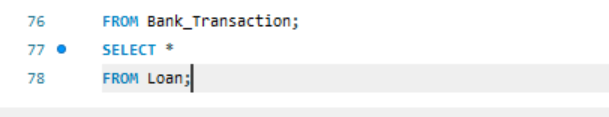 76 FROM Bank_Transaction;
77 SELECT *
78 FROM Loan;